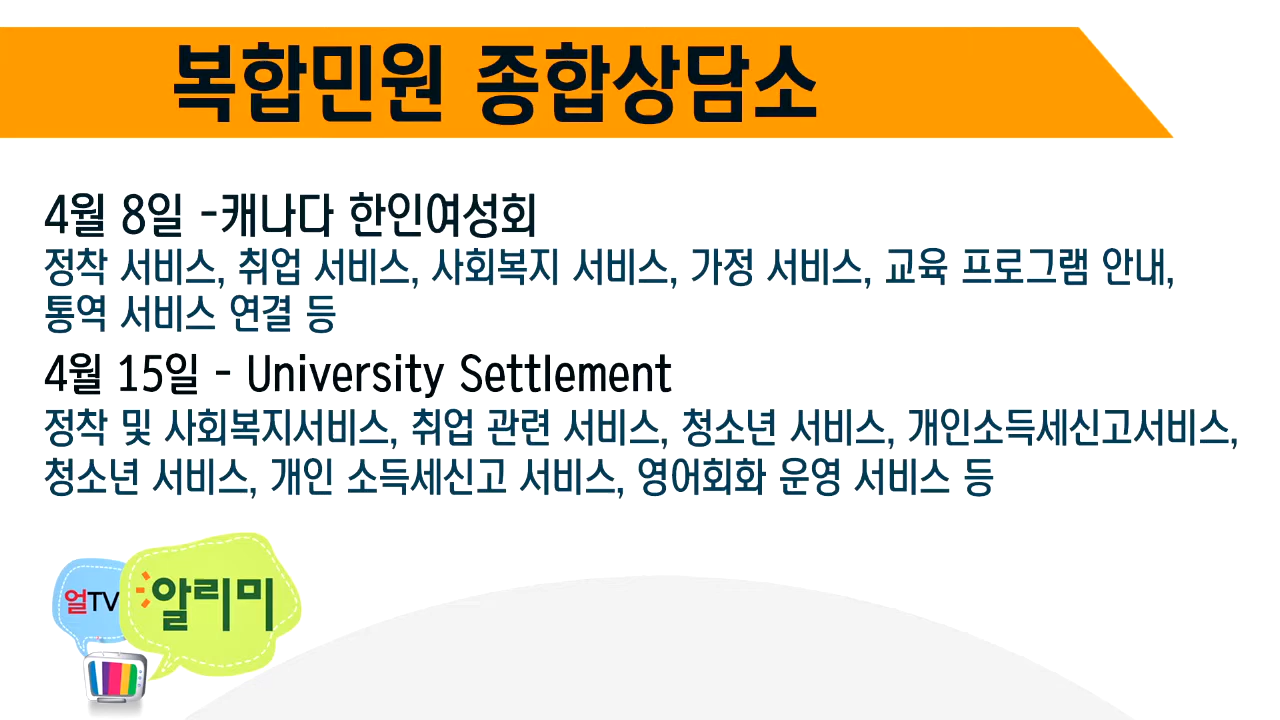 복합민원 종합상담소
4월 8일 -캐나다 한인여성회
정착 서비스, 취업 서비스, 사회복지 서비스, 가정 서비스, 교육 프로그램 안내,
통역 서비스 연결 등
4월 15일 - University Settlement
정착 및 사회복지서비스, 취업 관련 서비스, 청소년 서비스, 개인소득세신고서비스,
청소년 서비스, 개인 소득세신고 서비스, 영어회화 운영 서비스 등
얼TV 알리미